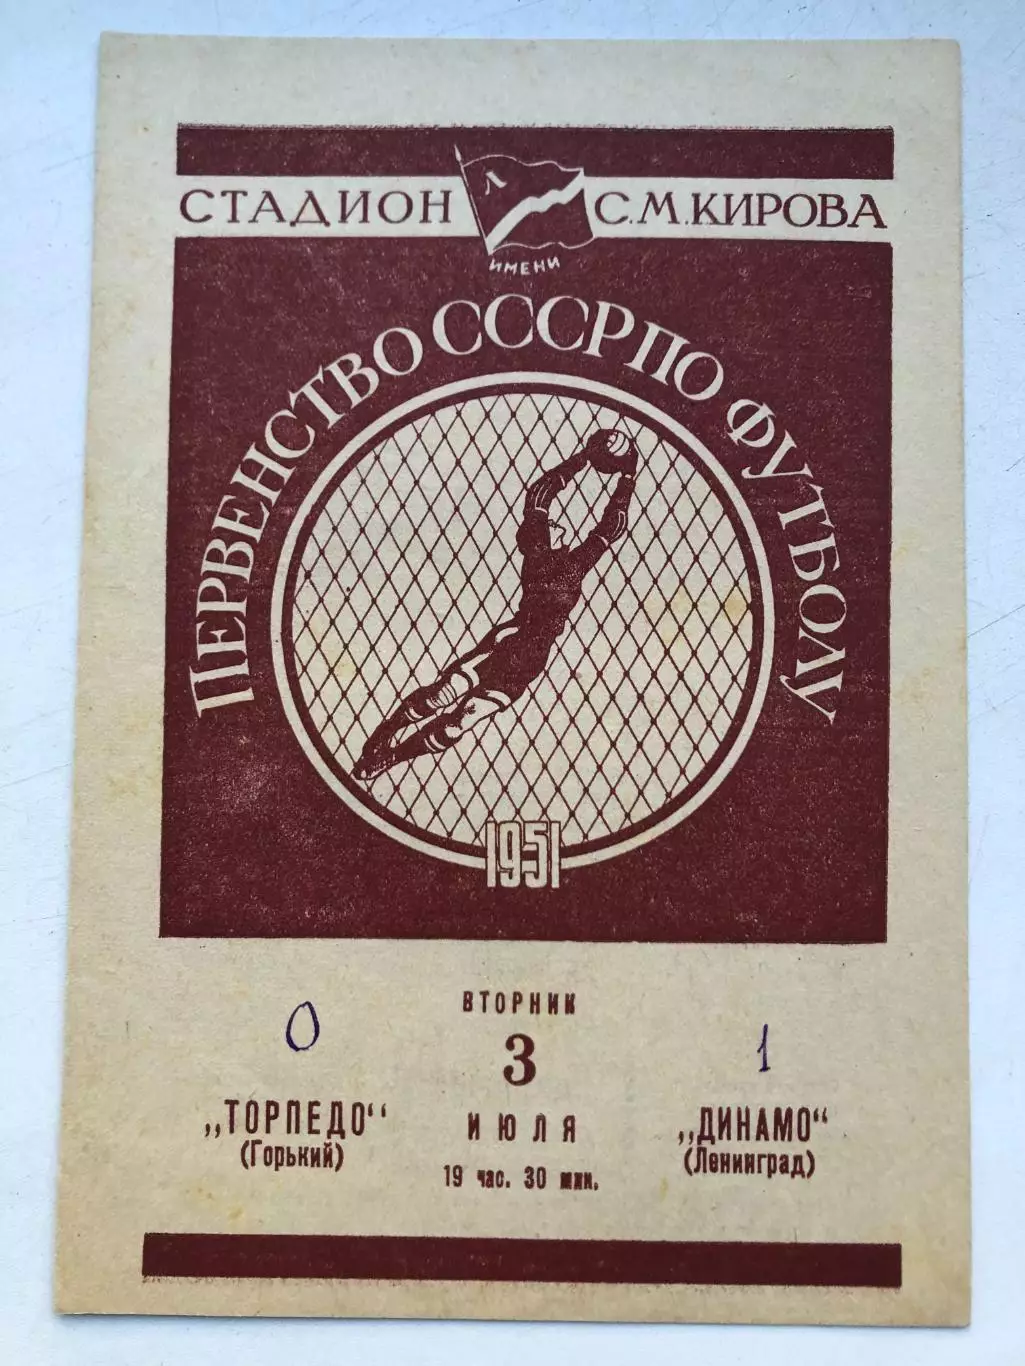 Л
СТАДИОН ИМЕНИ С.М.КИРОВА
ПЕРВЕНСТВО СССР ПО ФУТБОЛУ
1951
ВТОРНИК
0 3 1
„ТОРПЕДО“ ИЮЛЯ „ДИНАМО“
(Горький) 19 час. 30 мин. (Ленинград)